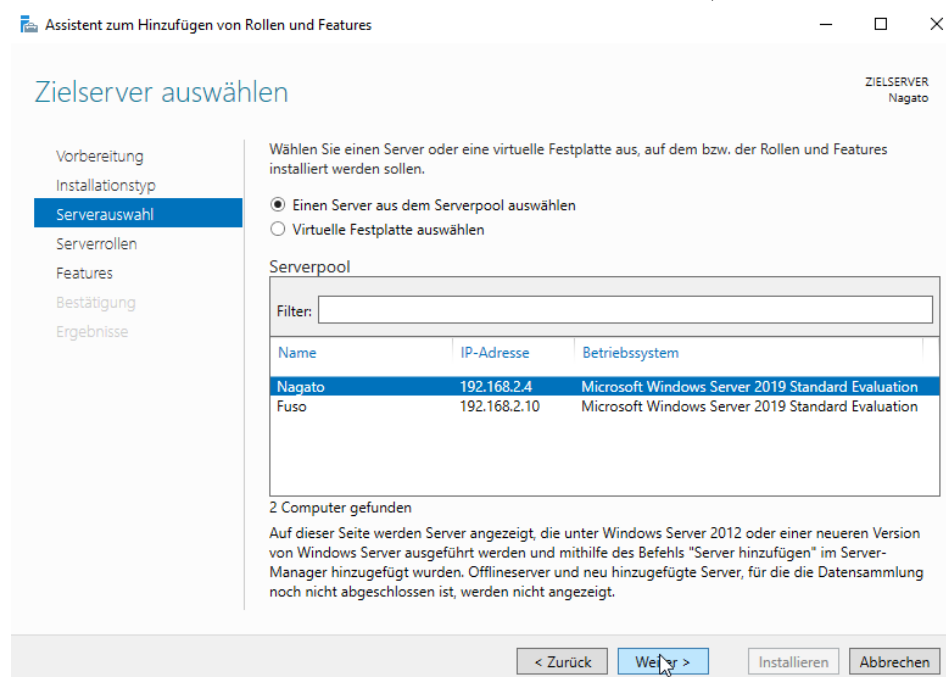 Assistent zum Hinzufügen von Rollen und Features
Zielserver auswählen
ZIELSERVER
Nagato
Vorbereitung
Installationstyp
Serverauswahl
Serverrollen
Features
Bestätigung
Ergebnisse
Wählen Sie einen Server oder eine virtuelle Festplatte aus, auf dem bzw. der Rollen und Features
installiert werden sollen.
Einen Server aus dem Serverpool auswählen
Virtuelle Festplatte auswählen
Serverpool
Filter:
Name IP-Adresse Betriebssystem
Nagato 192.168.2.4 Microsoft Windows Server 2019 Standard Evaluation
Fuso 192.168.2.10 Microsoft Windows Server 2019 Standard Evaluation
2 Computer gefunden
Auf dieser Seite werden Server angezeigt, die unter Windows Server 2012 oder einer neueren Version
von Windows Server ausgeführt werden und mithilfe des Befehls "Server hinzufügen" im Server-
Manager hinzugefügt wurden. Offlineserver und neu hinzugefügte Server, für die die Datensammlung
noch nicht abgeschlossen ist, werden nicht angezeigt.
< Zurück Weiter > Installieren Abbrechen